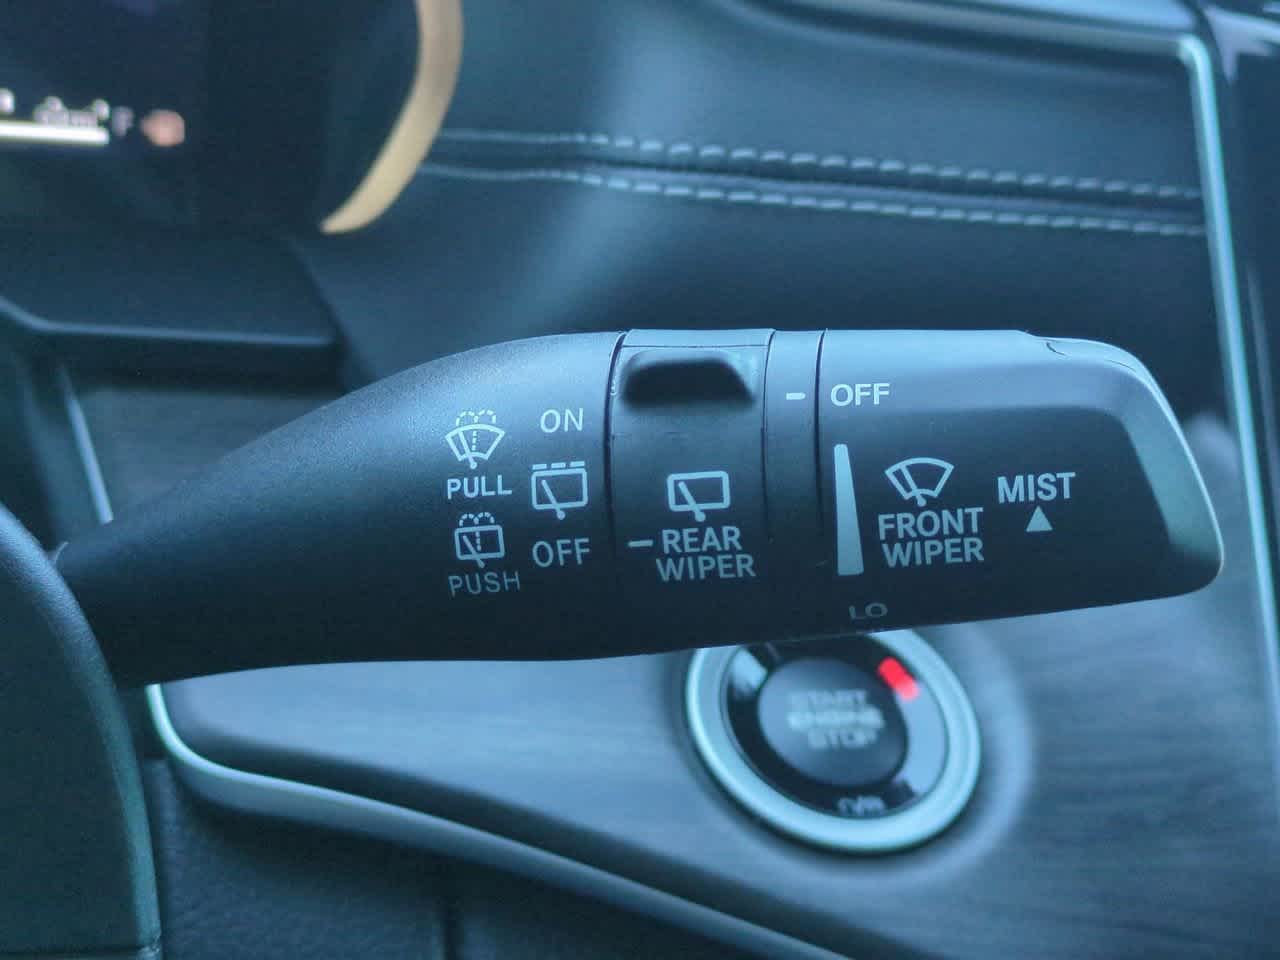 F
ON
PULL
OFF
PUSH
REAR
WIPER
OFF
FRONT
WIPER
MIST
LO
START
ENGINE
STOP